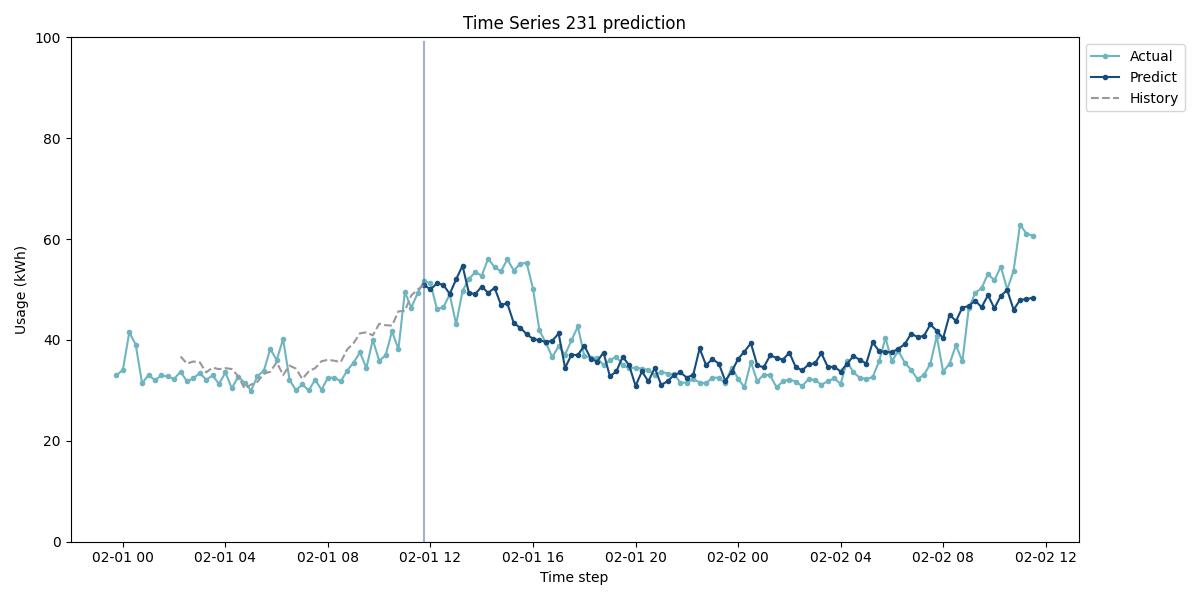 Time Series 231 prediction
Usage (kWh)
100
80
60
40
20
0
02-01 00
02-01 04
02-01 08
02-01 12
02-01 16
02-01 20
02-02 00
02-02 04
02-02 08
02-02 12
Time step
Actual
Predict
History